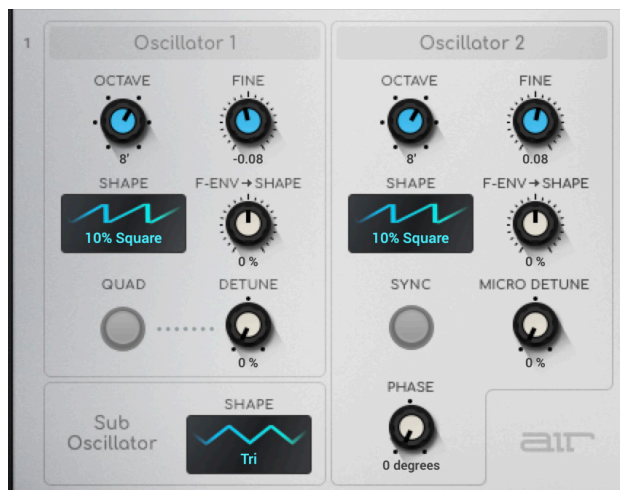 1
Oscillator 1
OCTAVE
FINE
8'
-0.08
SHAPE
F-ENV➔SHAPE
10% Square
0 %
QUAD
DETUNE
0 %
Sub
Oscillator
SHAPE
Tri
Oscillator 2
OCTAVE
FINE
8'
0.08
SHAPE
F-ENV➔SHAPE
10% Square
0 %
SYNC
MICRO DETUNE
0 %
PHASE
0 degrees
air